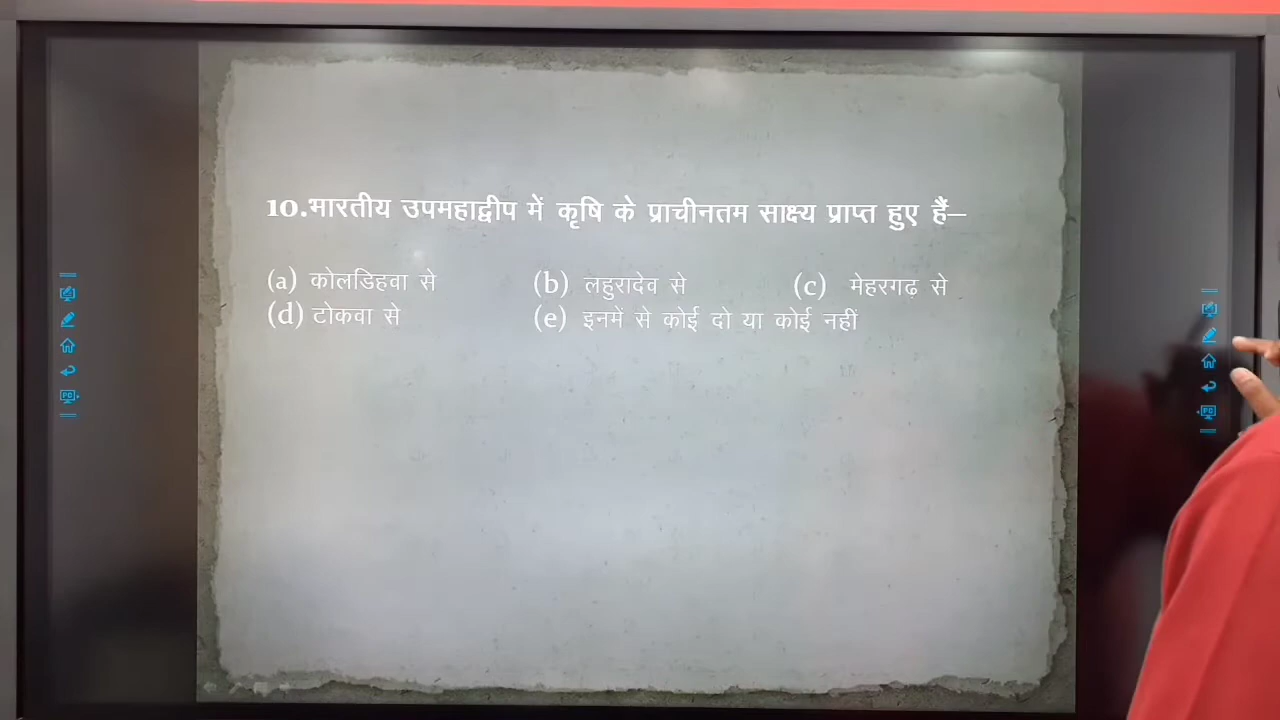 10.भारतीय उपमहाद्वीप में कृषि के प्राचीनतम साक्ष्य प्राप्त हुए हैं–
(a) कोलडिहवा से (b) लहुरादेव से (c) मेहरगढ़ से
(d) टोकवा से (e) इनमें से कोई दो या कोई नहीं